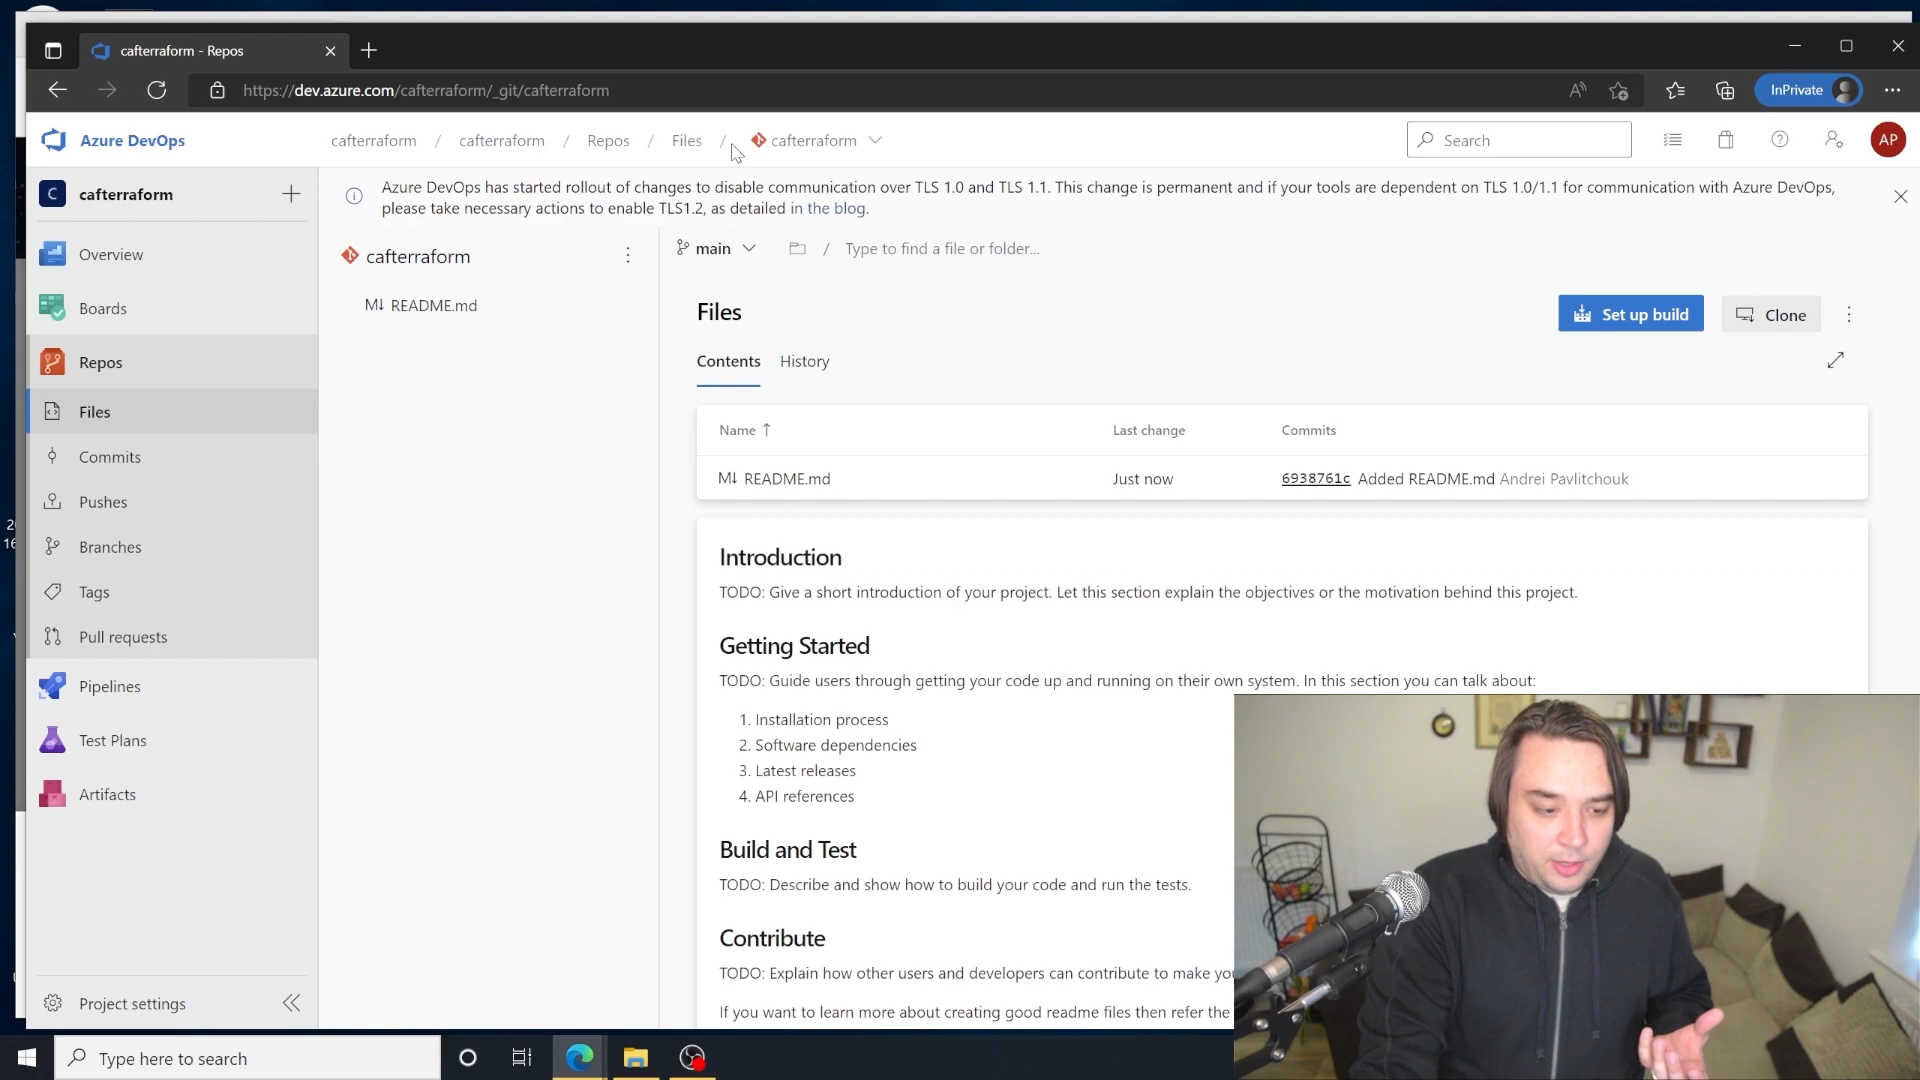 cafterraform - Repos
https://dev.azure.com/cafterraform/_git/cafterraform
InPrivate
Azure DevOps
cafterraform / cafterraform / Repos / Files / cafterraform
Search
AP
C cafterraform
Azure DevOps has started rollout of changes to disable communication over TLS 1.0 and TLS 1.1. This change is permanent and if your tools are dependent on TLS 1.0/1.1 for communication with Azure DevOps,
please take necessary actions to enable TLS1.2, as detailed in the blog.
Overview
Boards
Repos
Files
Commits
Pushes
Branches
Tags
Pull requests
Pipelines
Test Plans
Artifacts
Project settings
cafterraform
M↓ README.md
main
/ Type to find a file or folder...
Files
Set up build
Clone
Contents
History
Name ↑
Last change
Commits
M↓ README.md
Just now
6938761c Added README.md Andrei Pavlitchouk
Introduction
TODO: Give a short introduction of your project. Let this section explain the objectives or the motivation behind this project.
Getting Started
TODO: Guide users through getting your code up and running on their own system. In this section you can talk about:
1. Installation process
2. Software dependencies
3. Latest releases
4. API references
Build and Test
TODO: Describe and show how to build your code and run the tests.
Contribute
TODO: Explain how other users and developers can contribute to make
If you want to learn more about creating good readme files then refer the
Type here to search